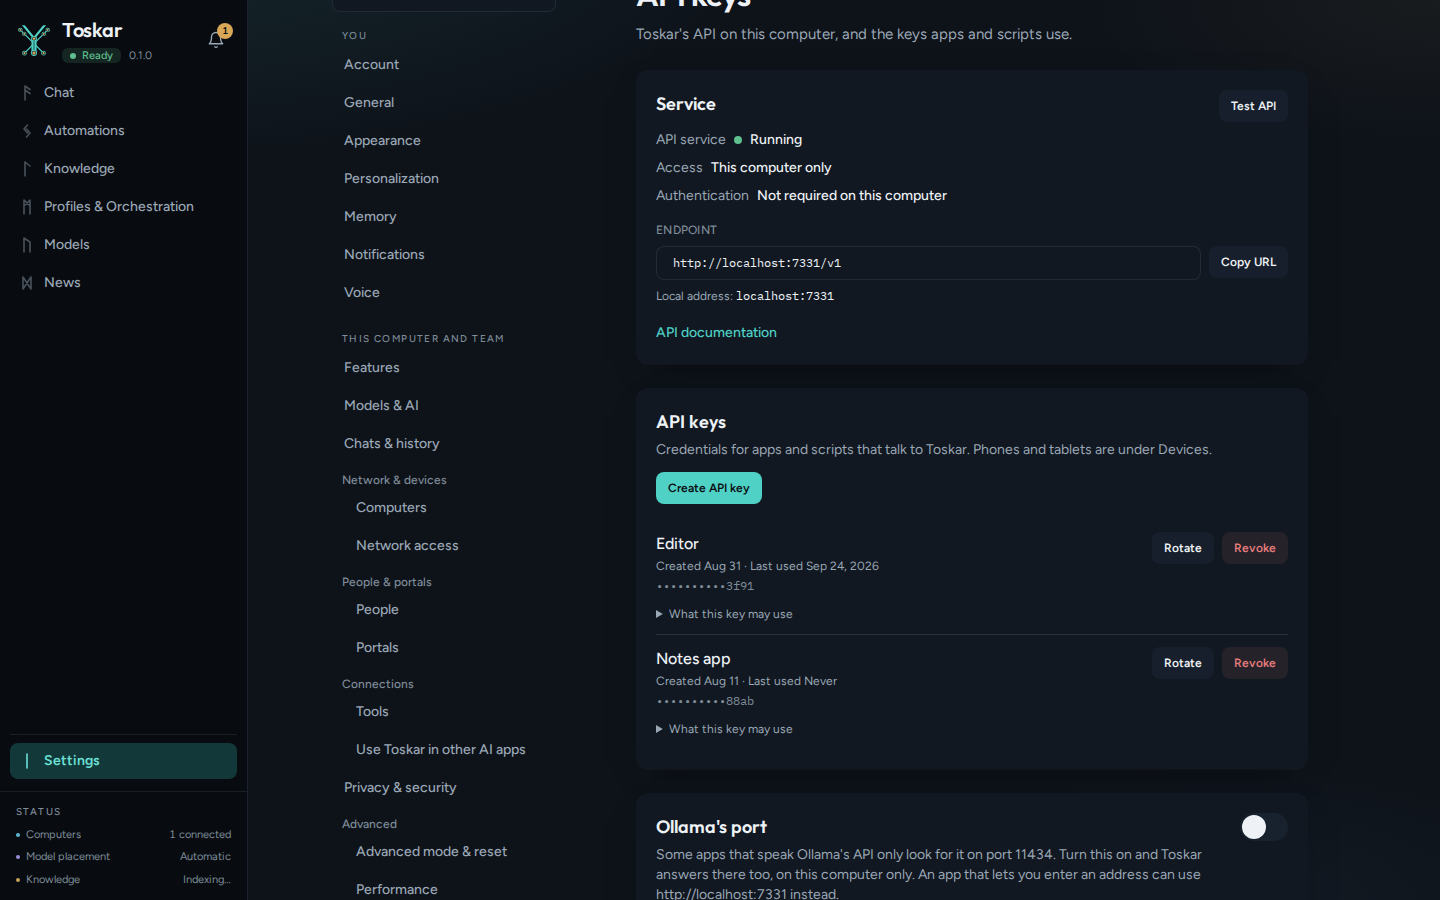 Toskar
1
Ready 0.1.0
Chat
Automations
Knowledge
Profiles & Orchestration
Models
News
Settings
STATUS
Computers 1 connected
Model placement Automatic
Knowledge Indexing...
YOU
Account
General
Appearance
Personalization
Memory
Notifications
Voice
THIS COMPUTER AND TEAM
Features
Models & AI
Chats & history
Network & devices
Computers
Network access
People & portals
People
Portals
Connections
Tools
Use Toskar in other AI apps
Privacy & security
Advanced
Advanced mode & reset
Performance
API keys
Toskar's API on this computer, and the keys apps and scripts use.
Service
Test API
API service Running
Access This computer only
Authentication Not required on this computer
ENDPOINT
http://localhost:7331/v1
Copy URL
Local address: localhost:7331
API documentation
API keys
Credentials for apps and scripts that talk to Toskar. Phones and tablets are under Devices.
Create API key
Editor
Rotate
Revoke
Created Aug 31 · Last used Sep 24, 2026
••••••••••3f91
What this key may use
Notes app
Rotate
Revoke
Created Aug 11 · Last used Never
••••••••••88ab
What this key may use
Ollama's port
Some apps that speak Ollama's API only look for it on port 11434. Turn this on and Toskar
answers there too, on this computer only. An app that lets you enter an address can use
http://localhost:7331 instead.